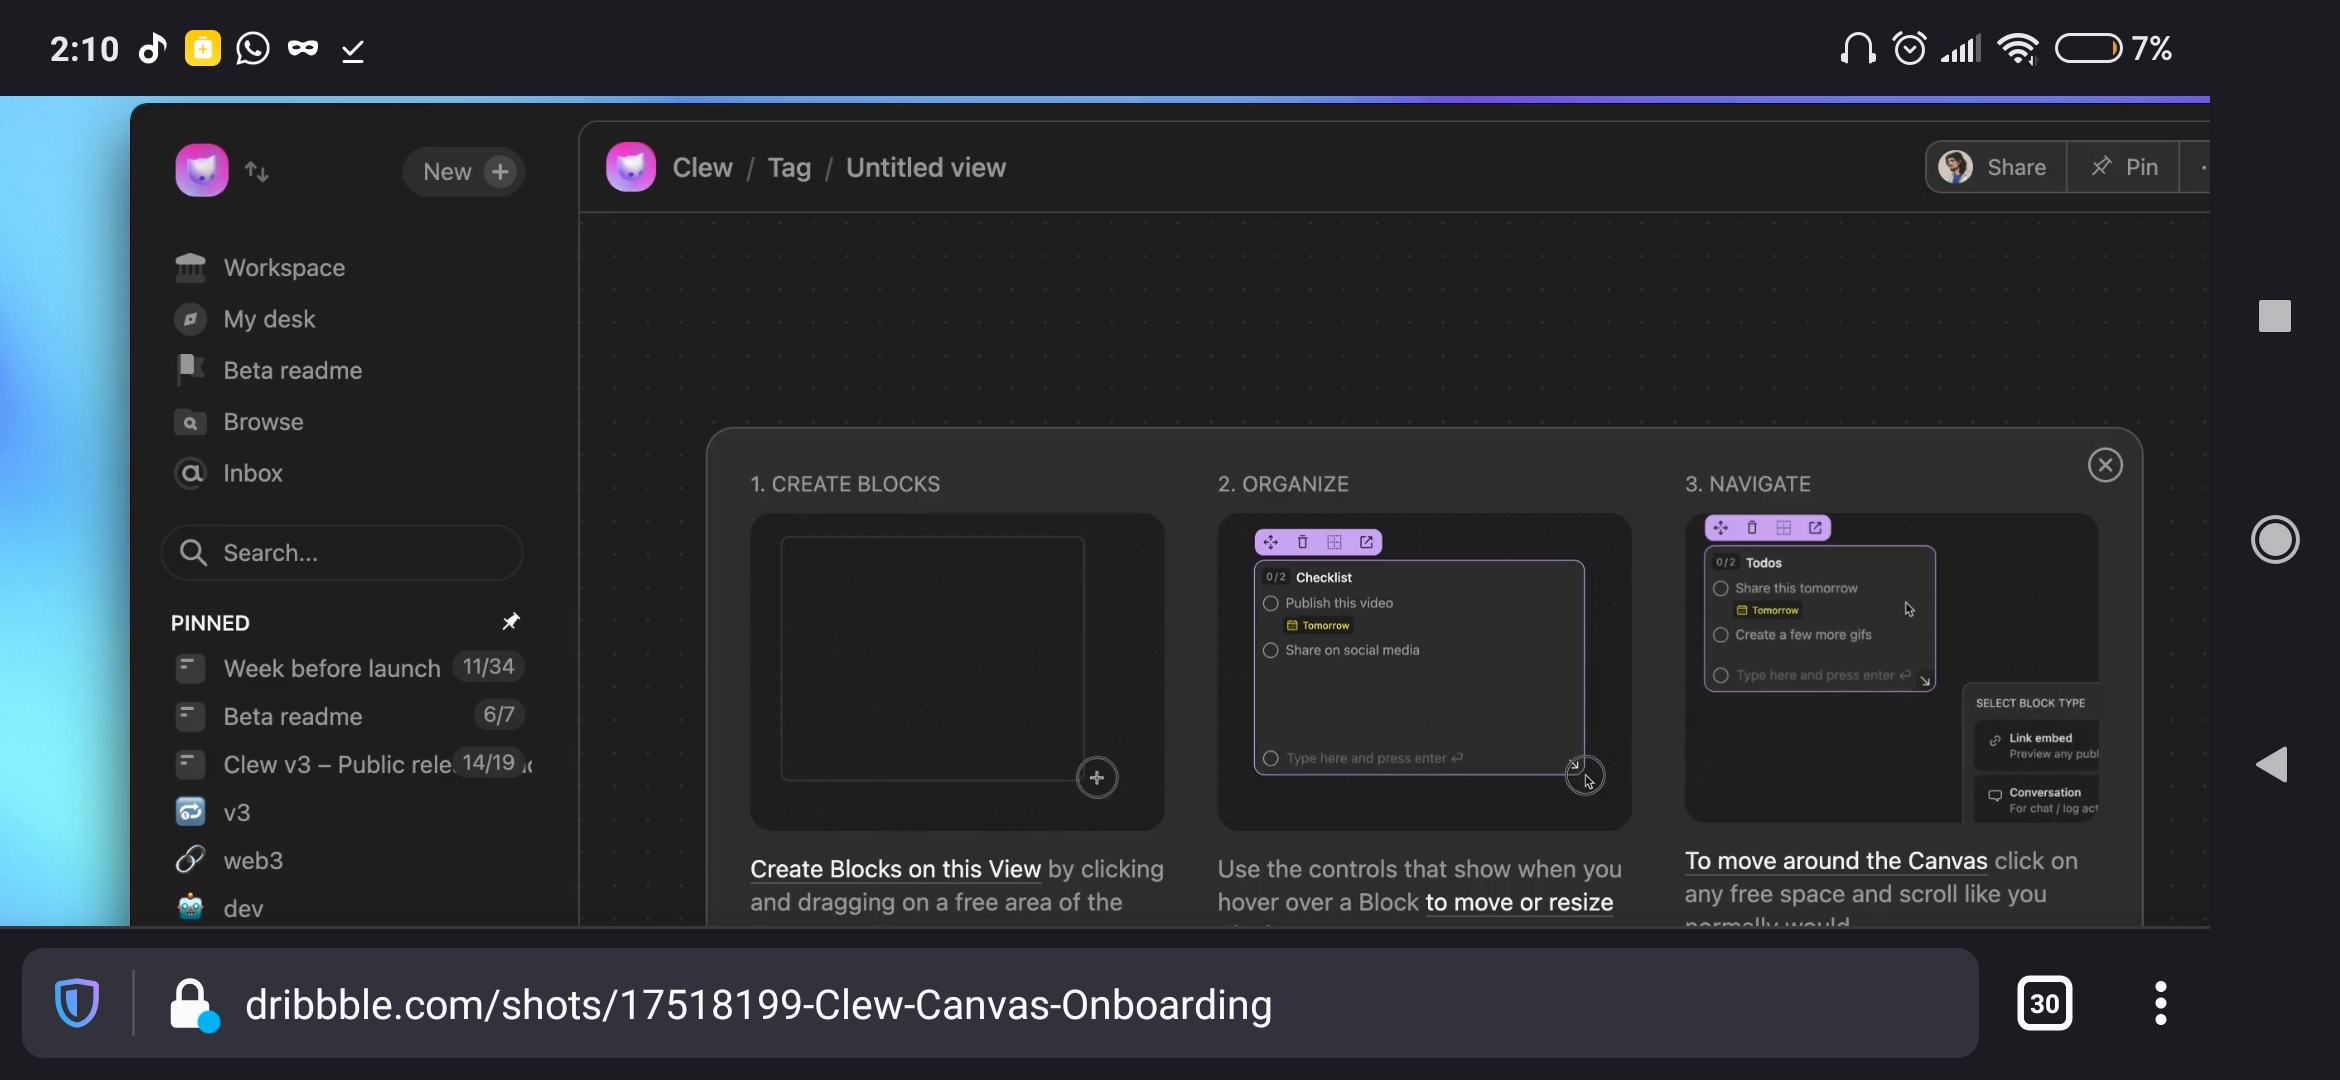 2:10
7%
New
Clew / Tag / Untitled view
Share
Pin
Workspace
My desk
Beta readme
Browse
Inbox
Search...
PINNED
Week before launch 11/34
Beta readme 6/7
Clew v3 – Public rele 14/19
v3
web3
dev
1. CREATE BLOCKS
Create Blocks on this View by clicking
and dragging on a free area of the
2. ORGANIZE
0/2 Checklist
Publish this video
Tomorrow
Share on social media
Type here and press enter
Use the controls that show when you
hover over a Block to move or resize
3. NAVIGATE
0/2 Todos
Share this tomorrow
Tomorrow
Create a few more gifs
Type here and press enter
SELECT BLOCK TYPE
Link embed
Preview any publ
Conversation
For chat / log act
To move around the Canvas click on
any free space and scroll like you
normally would
dribbble.com/shots/17518199-Clew-Canvas-Onboarding
30